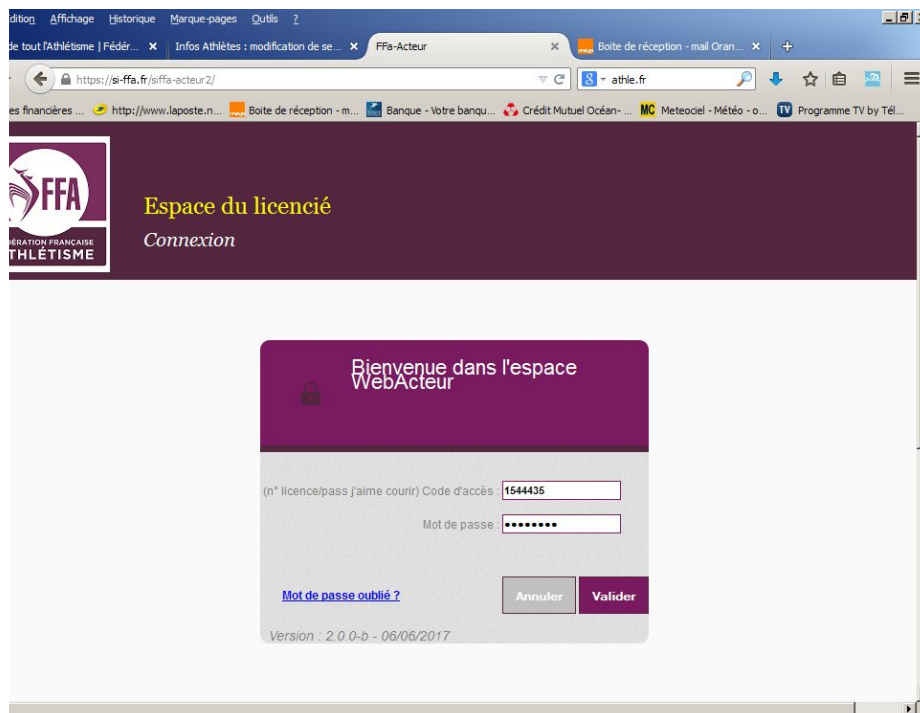 dition Affichage Historique Marque-pages Outils ?
de tout l'Athlétisme | Fédér... Infos Athlètes : modification de se... FFa-Acteur Boite de réception - mail Oran...
https://si-ffa.fr/siffa-acteur2/ athle.fr
es financières ... http://www.laposte.n... Boite de réception - m... Banque - Votre banqu... Crédit Mutuel Océan- ... MC Meteociel - Météo - o... TV Programme TV by Tél...
FFA
ÉRATION FRANÇAISE
THLÉTISME
Espace du licencié
Connexion
Bienvenue dans l'espace
WebActeur
(n° licence/pass j'aime courir) Code d'accès : 1544435
Mot de passe : ••••••••
Mot de passe oublié ? Annuler Valider
Version : 2.0.0-b - 06/06/2017